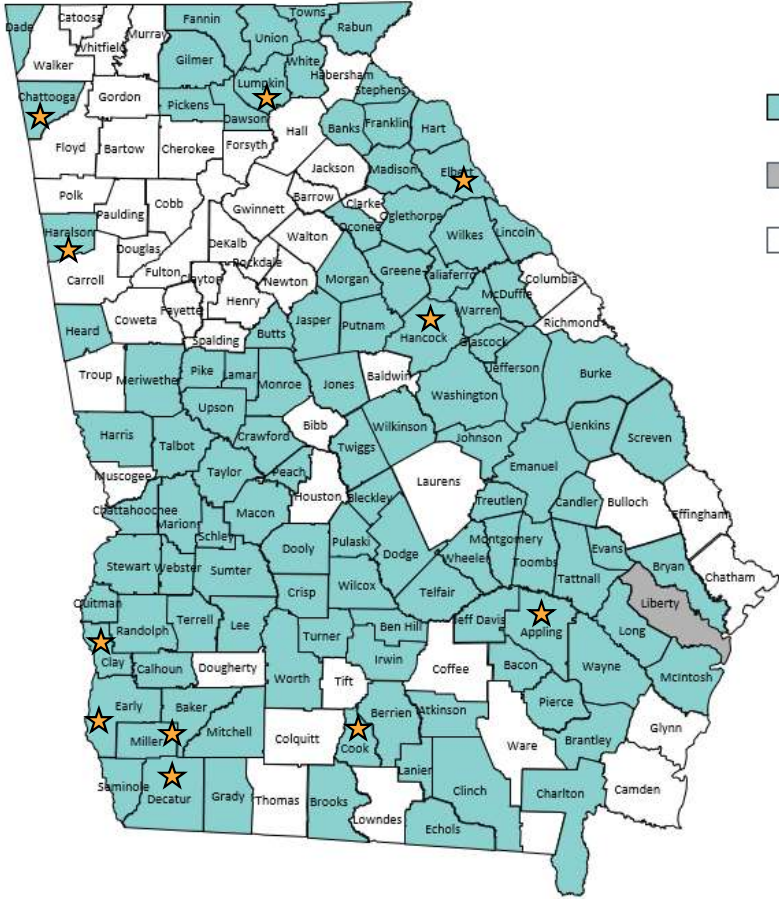 Dade
Catoosa
Whitfield
Murray
Fannin
Towns
Union
Rabun
Walker
Gilmer
White
Habersham
Lumpkin
Stephens
Chattooga
Gordon
Pickens
Dawson
Hall
Banks
Franklin
Hart
Floyd
Bartow
Cherokee
Forsyth
Jackson
Madison
Elbert
Polk
Paulding
Cobb
Gwinnett
Barrow
Clarke
Oconee
Oglethorpe
Wilkes
Lincoln
Haralson
Douglas
DeKalb
Walton
Carroll
Fulton
Clayton
Rockdale
Newton
Morgan
Greene
Taliaferro
McDuffie
Columbia
Heard
Coweta
Fayette
Henry
Spalding
Butts
Jasper
Putnam
Hancock
Warren
Glascock
Richmond
Troup
Meriwether
Pike
Lamar
Monroe
Jones
Baldwin
Washington
Jefferson
Burke
Upson
Harris
Talbot
Crawford
Bibb
Twiggs
Wilkinson
Johnson
Jenkins
Screven
Emanuel
Muscogee
Taylor
Peach
Houston
Bleckley
Laurens
Treutlen
Candler
Bulloch
Effingham
Chattahoochee
Marion
Schley
Macon
Dooly
Pulaski
Dodge
Wheeler
Montgomery
Toombs
Tattnall
Evans
Bryan
Chatham
Stewart
Webster
Sumter
Crisp
Wilcox
Telfair
Liberty
Long
Quitman
Randolph
Terrell
Lee
Turner
Ben Hill
Jeff Davis
Appling
Clay
Calhoun
Dougherty
Worth
Tift
Irwin
Coffee
Bacon
Wayne
McIntosh
Early
Baker
Miller
Mitchell
Colquitt
Cook
Berrien
Atkinson
Pierce
Ware
Brantley
Glynn
Seminole
Decatur
Grady
Thomas
Brooks
Lanier
Lowndes
Clinch
Echols
Charlton
Camden